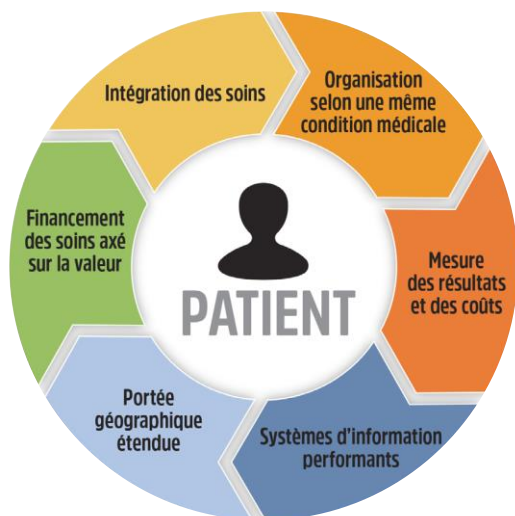 Intégration des soins
Organisation
selon une même
condition médicale
Mesure
des résultats
et des coûts
Systèmes d'information
performants
Portée
géographique
étendue
Financement
des soins axé
sur la valeur
PATIENT